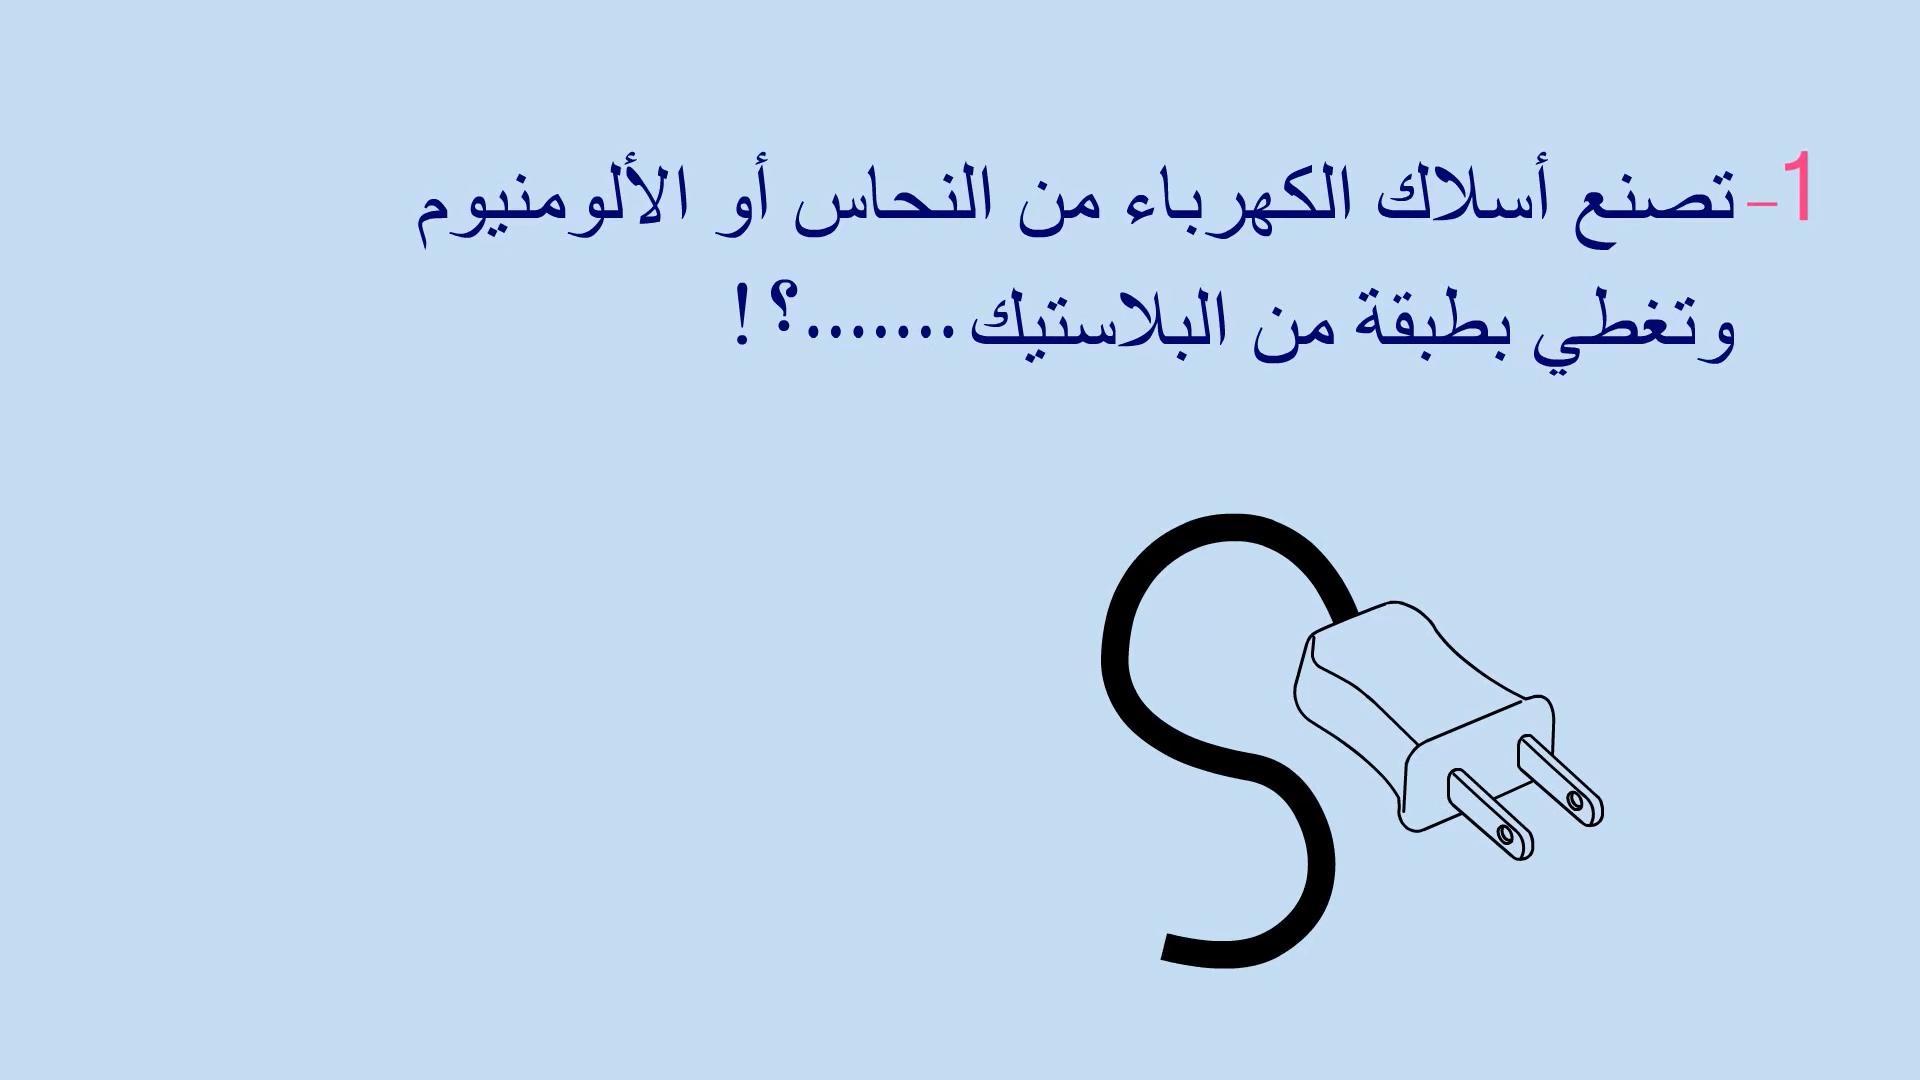 1- تصنع أسلاك الكهرباء من النحاس أو الألومنيوم
وتغطي بطبقة من البلاستيك.......؟!